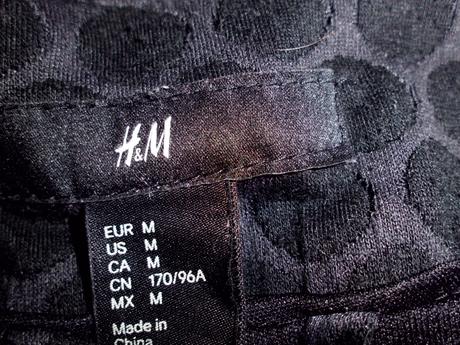 H&M
EUR M
US M
CA M
CN 170/96A
MX M
Made in
China